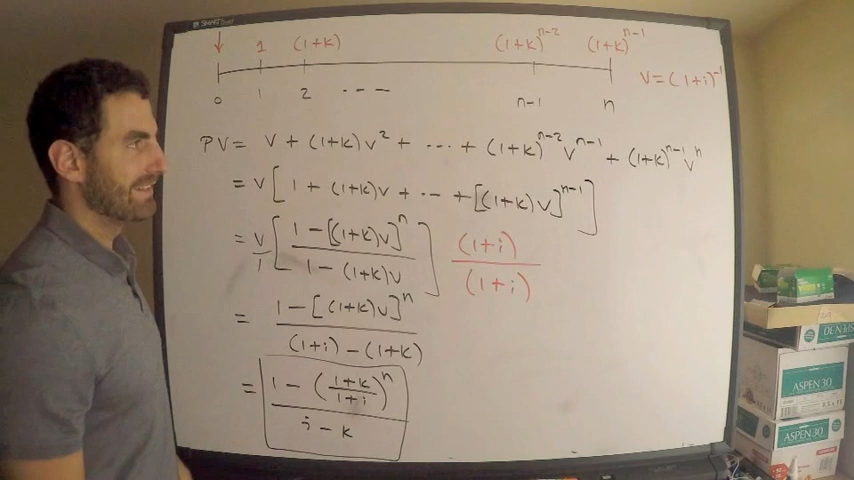 SMART
1 (1+k) (1+k)^{n-2} (1+k)^{n-1}
V = (1+i)^{-1}
0 1 2 - - - n-1 n
PV = V + (1+k)V^2 + ... + (1+k)^{n-2}V^{n-1} + (1+k)^{n-1}V^n
= V[ 1 + (1+k)V + ... + [(1+k)V]^{n-1} ]
= V/1 [ (1-[(1+k)V]^n)/(1-(1+k)V) ] (1+i)/(1+i)
= (1-[(1+k)V]^n)/((1+i)-(1+k))
= (1-((1+k)/(1+i))^n)/(i-k)
ASPEN 30
ASPEN 30